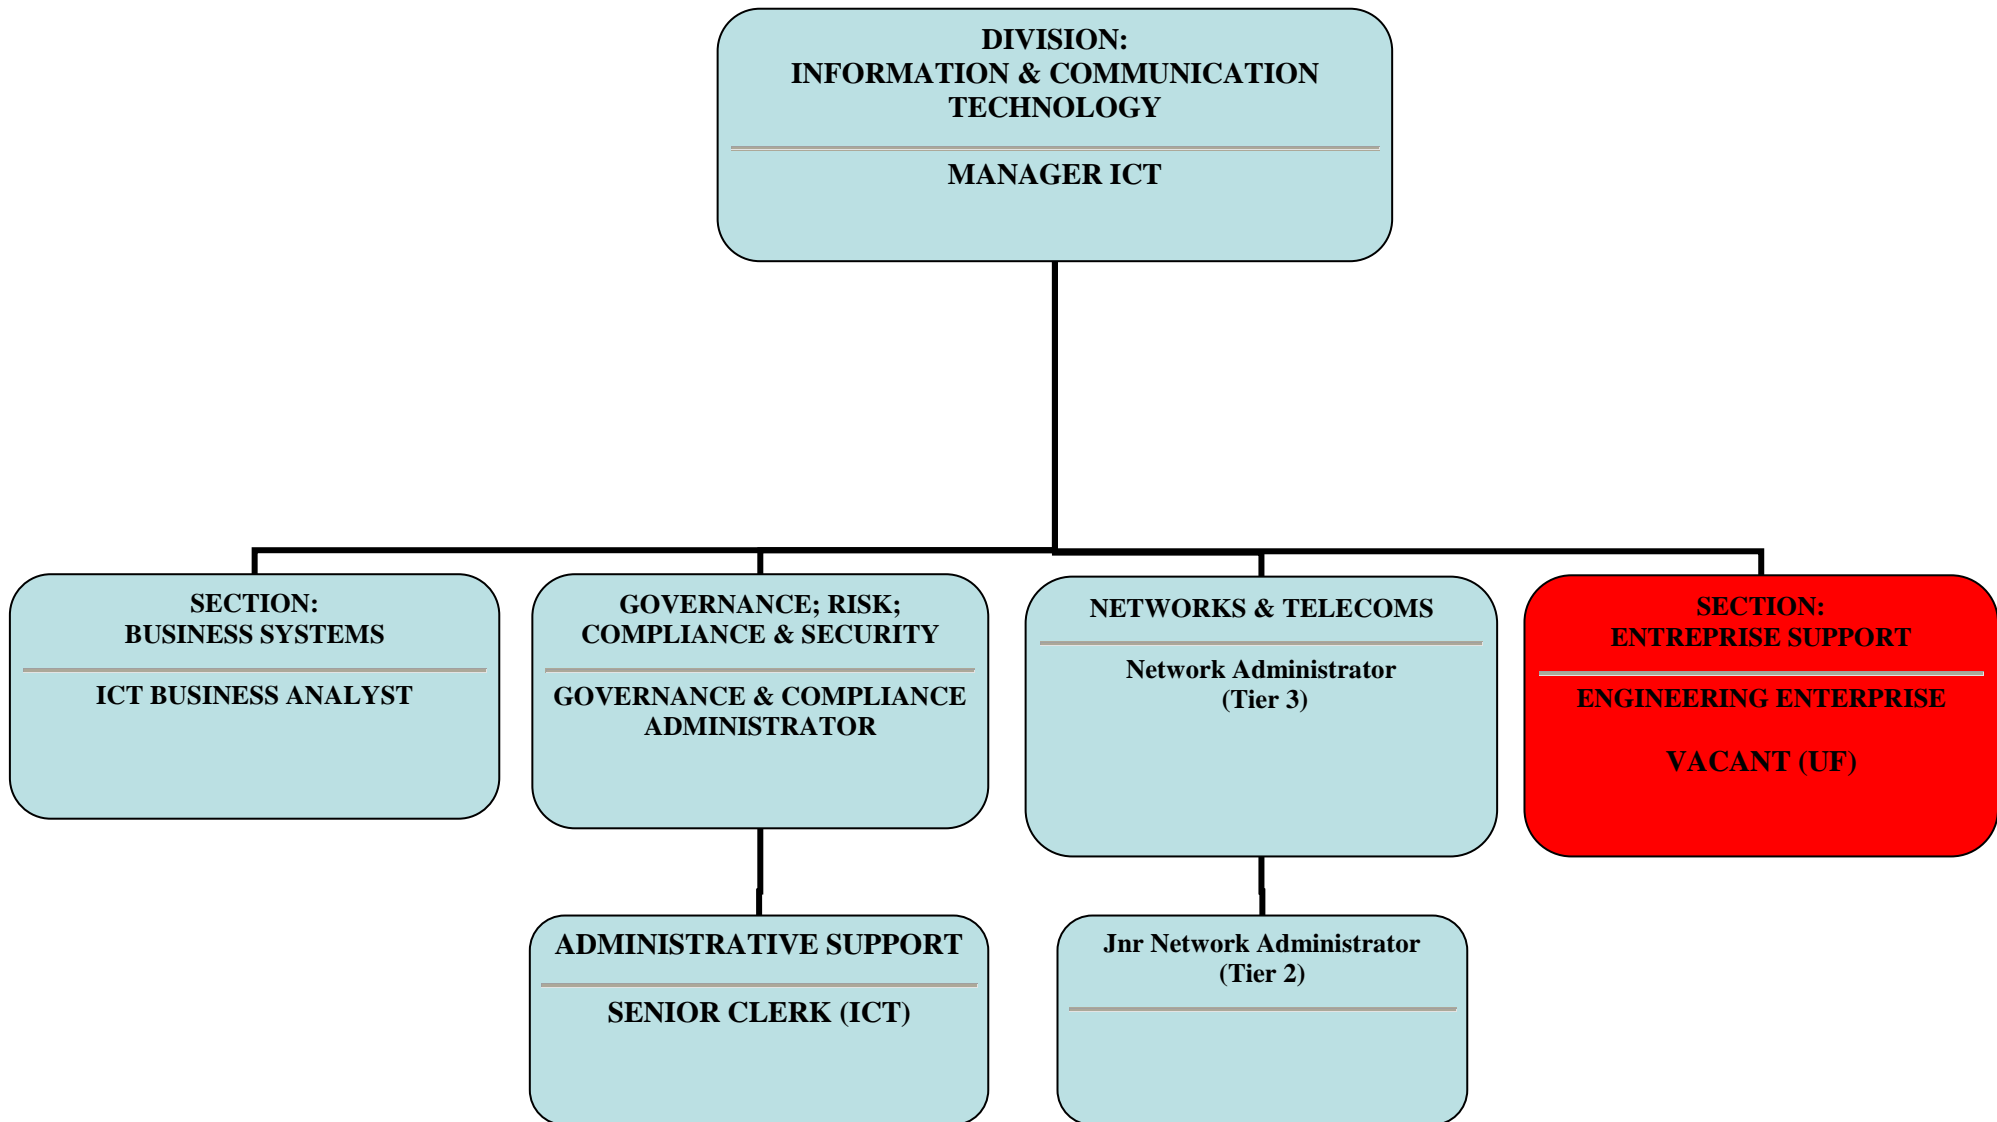 DIVISION:
INFORMATION & COMMUNICATION
TECHNOLOGY
MANAGER ICT
SECTION:
BUSINESS SYSTEMS
ICT BUSINESS ANALYST
GOVERNANCE; RISK;
COMPLIANCE & SECURITY
GOVERNANCE & COMPLIANCE
ADMINISTRATOR
NETWORKS & TELECOMS
Network Administrator
(Tier 3)
SECTION:
ENTREPRISE SUPPORT
ENGINEERING ENTERPRISE
VACANT (UF)
ADMINISTRATIVE SUPPORT
SENIOR CLERK (ICT)
Jnr Network Administrator
(Tier 2)